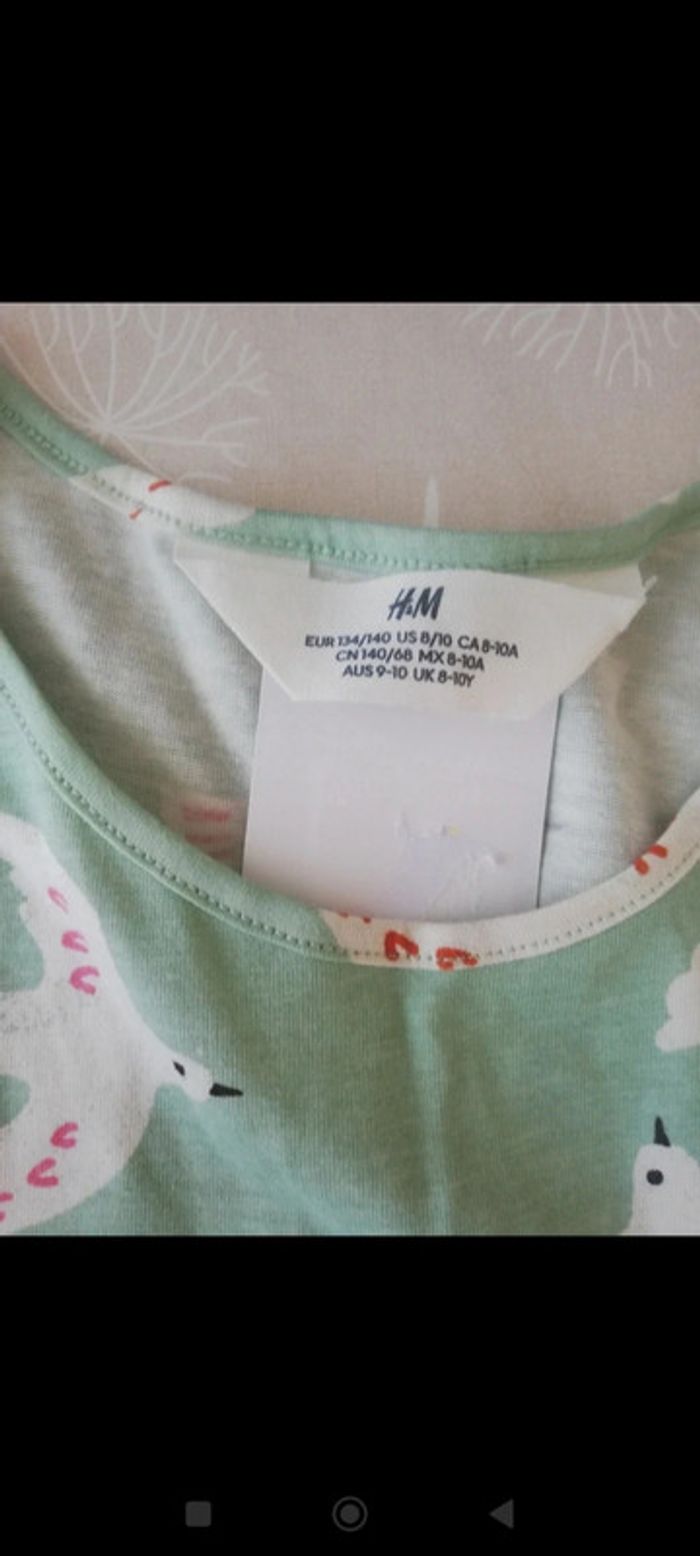 H&M
EUR 134/140 US 8/10 CA 8-10A
CN 140/68 MX 8-10A
AUS 9-10 UK 8-10Y